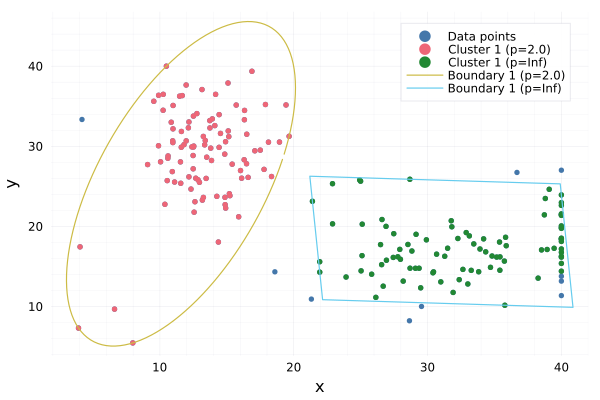 Data points
Cluster 1 (p=2.0)
Cluster 1 (p=Inf)
Boundary 1 (p=2.0)
Boundary 1 (p=Inf)
40
30
20
10
y
10
20
30
40
x